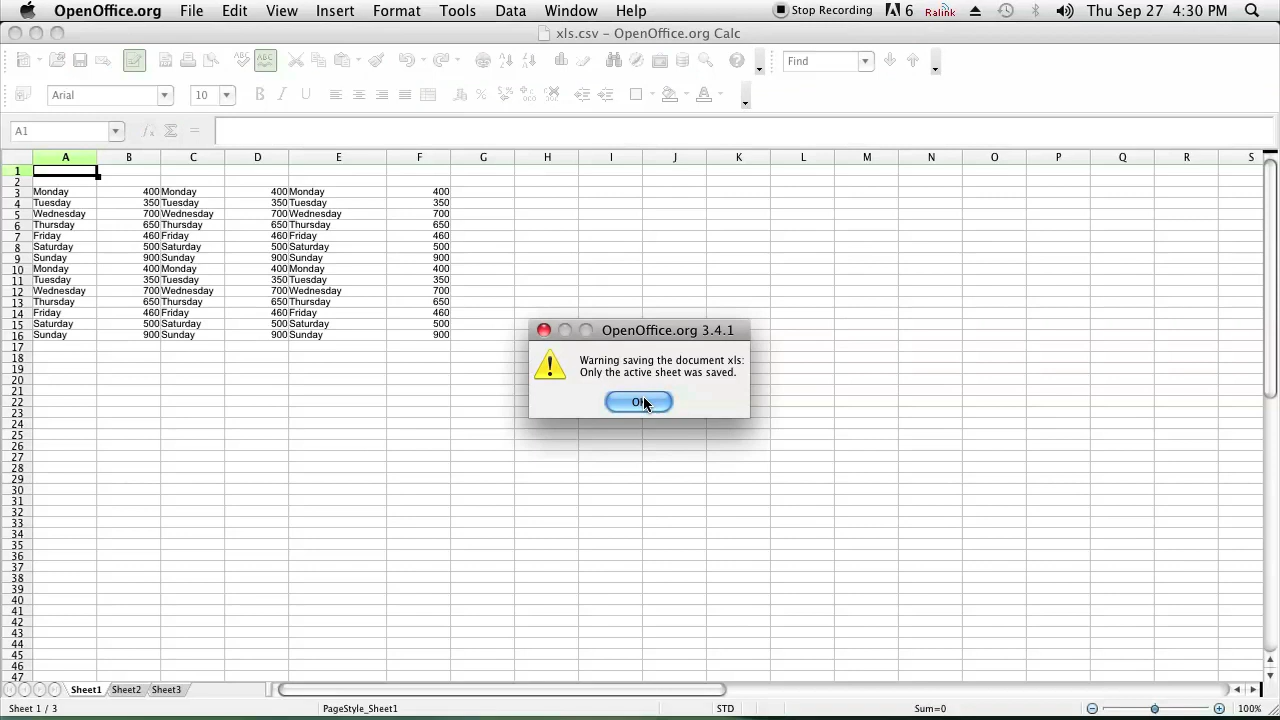 OpenOffice.org File Edit View Insert Format Tools Data Window Help Stop Recording 6 Ralink Thu Sep 27 4:30 PM
xls.csv – OpenOffice.org Calc
Find
Arial 10 B I U
A1
A B C D E F G H I J K L M N O P Q R S
1
2
3 Monday 400 Monday 400 Monday 400
4 Tuesday 350 Tuesday 350 Tuesday 350
5 Wednesday 700 Wednesday 700 Wednesday 700
6 Thursday 650 Thursday 650 Thursday 650
7 Friday 460 Friday 460 Friday 460
8 Saturday 500 Saturday 500 Saturday 500
9 Sunday 900 Sunday 900 Sunday 900
10 Monday 400 Monday 400 Monday 400
11 Tuesday 350 Tuesday 350 Tuesday 350
12 Wednesday 700 Wednesday 700 Wednesday 700
13 Thursday 650 Thursday 650 Thursday 650
14 Friday 460 Friday 460 Friday 460
15 Saturday 500 Saturday 500 Saturday 500
16 Sunday 900 Sunday 900 Sunday 900
17
18
19
20
21
22
23
24
25
26
27
28
29
30
31
32
33
34
35
36
37
38
39
40
41
42
43
44
45
46
47
OpenOffice.org 3.4.1
Warning saving the document xls:
Only the active sheet was saved.
OK
Sheet1 Sheet2 Sheet3
Sheet 1 / 3 PageStyle_Sheet1 STD Sum=0 100%